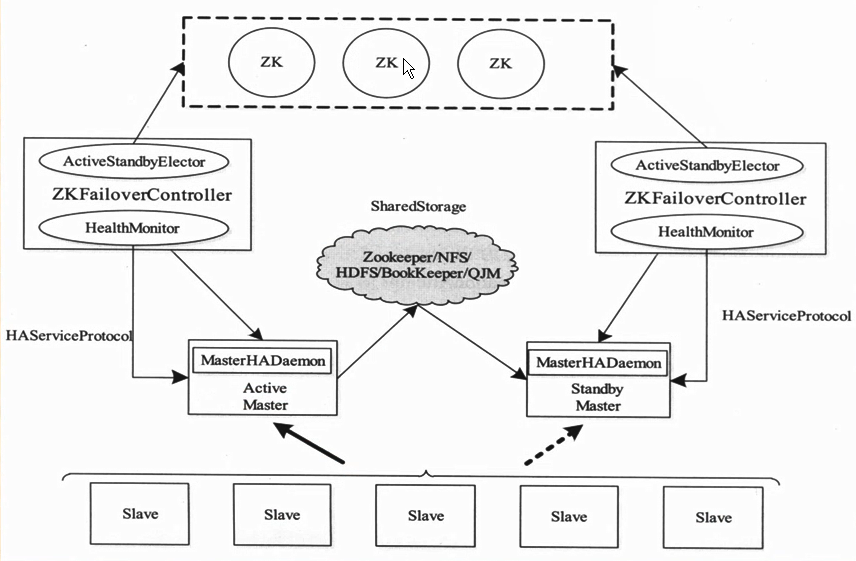 ZK
ZK
ZK
ActiveStandbyElector
ZKFailoverController
HealthMonitor
ActiveStandbyElector
ZKFailoverController
HealthMonitor
SharedStorage
Zookeeper/NFS/
HDFS/BookKeeper/QJM
HAServiceProtocol
HAServiceProtocol
MasterHADaemon
Active
Master
MasterHADaemon
Standby
Master
Slave
Slave
Slave
Slave
Slave